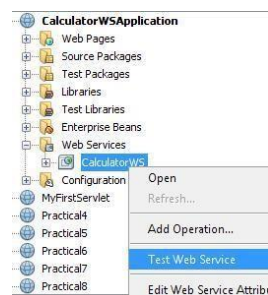 CalculatorWSApplication
Web Pages
Source Packages
Test Packages
Libraries
Test Libraries
Enterprise Beans
Web Services
CalculatorWS
Configuration
Open
MyFirstServlet
Refresh...
Practical4
Practical5
Add Operation...
Practical6
Practical7
Test Web Service
Practical8
Edit Web Service Attribu